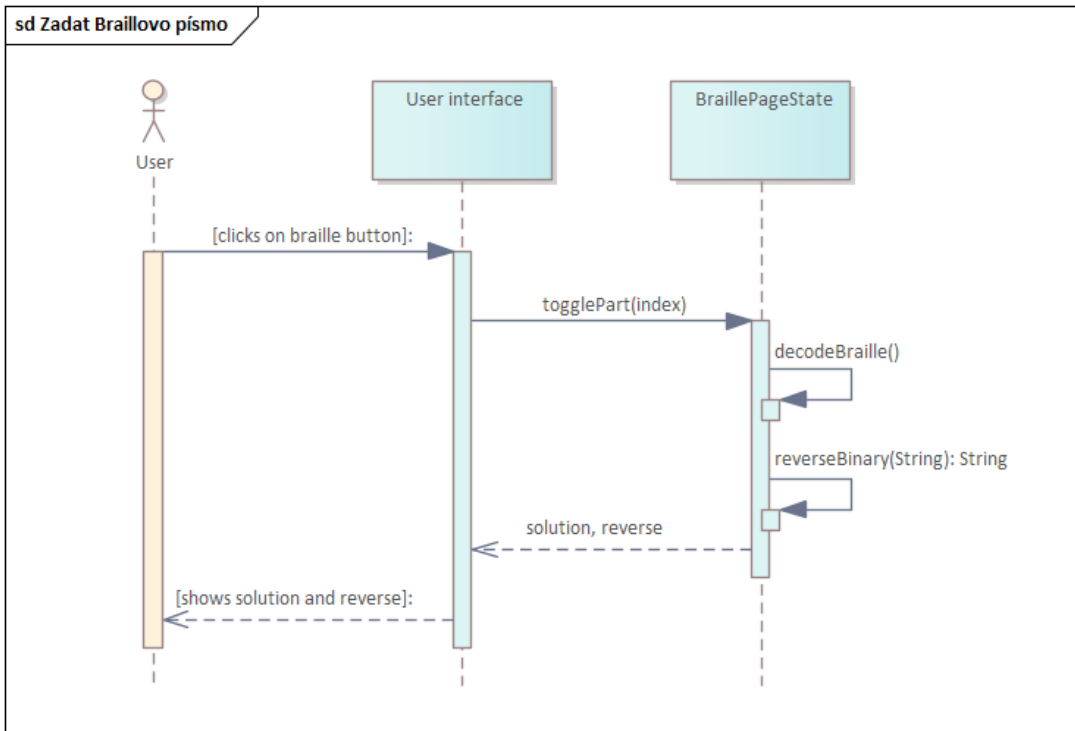 sd Zadat Braillovo písmo
User interface
BraillePageState
User
[clicks on braille button]:
togglePart(index)
decodeBraille()
reverseBinary(String): String
solution, reverse
[shows solution and reverse]: